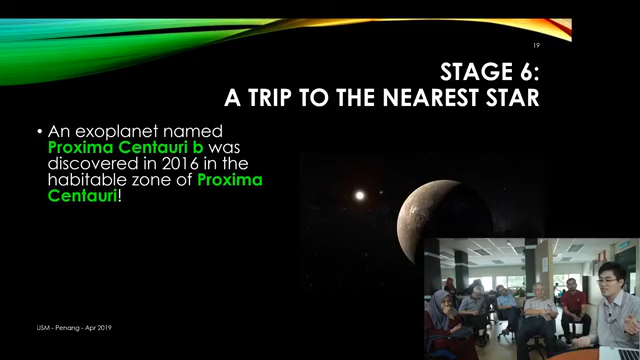 19
STAGE 6:
A TRIP TO THE NEAREST STAR
• An exoplanet named
Proxima Centauri b was
discovered in 2016 in the
habitable zone of Proxima
Centauri!
USM - Penang - Apr 2019